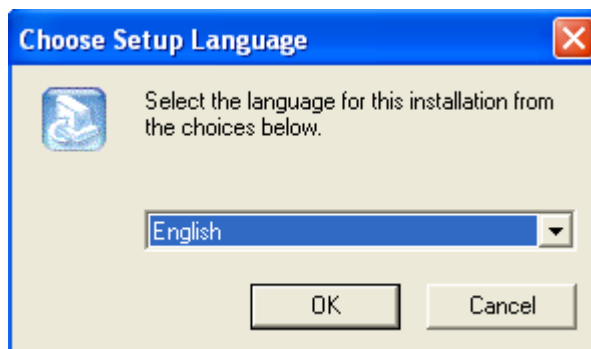 Choose Setup Language
Select the language for this installation from
the choices below.
English
OK
Cancel